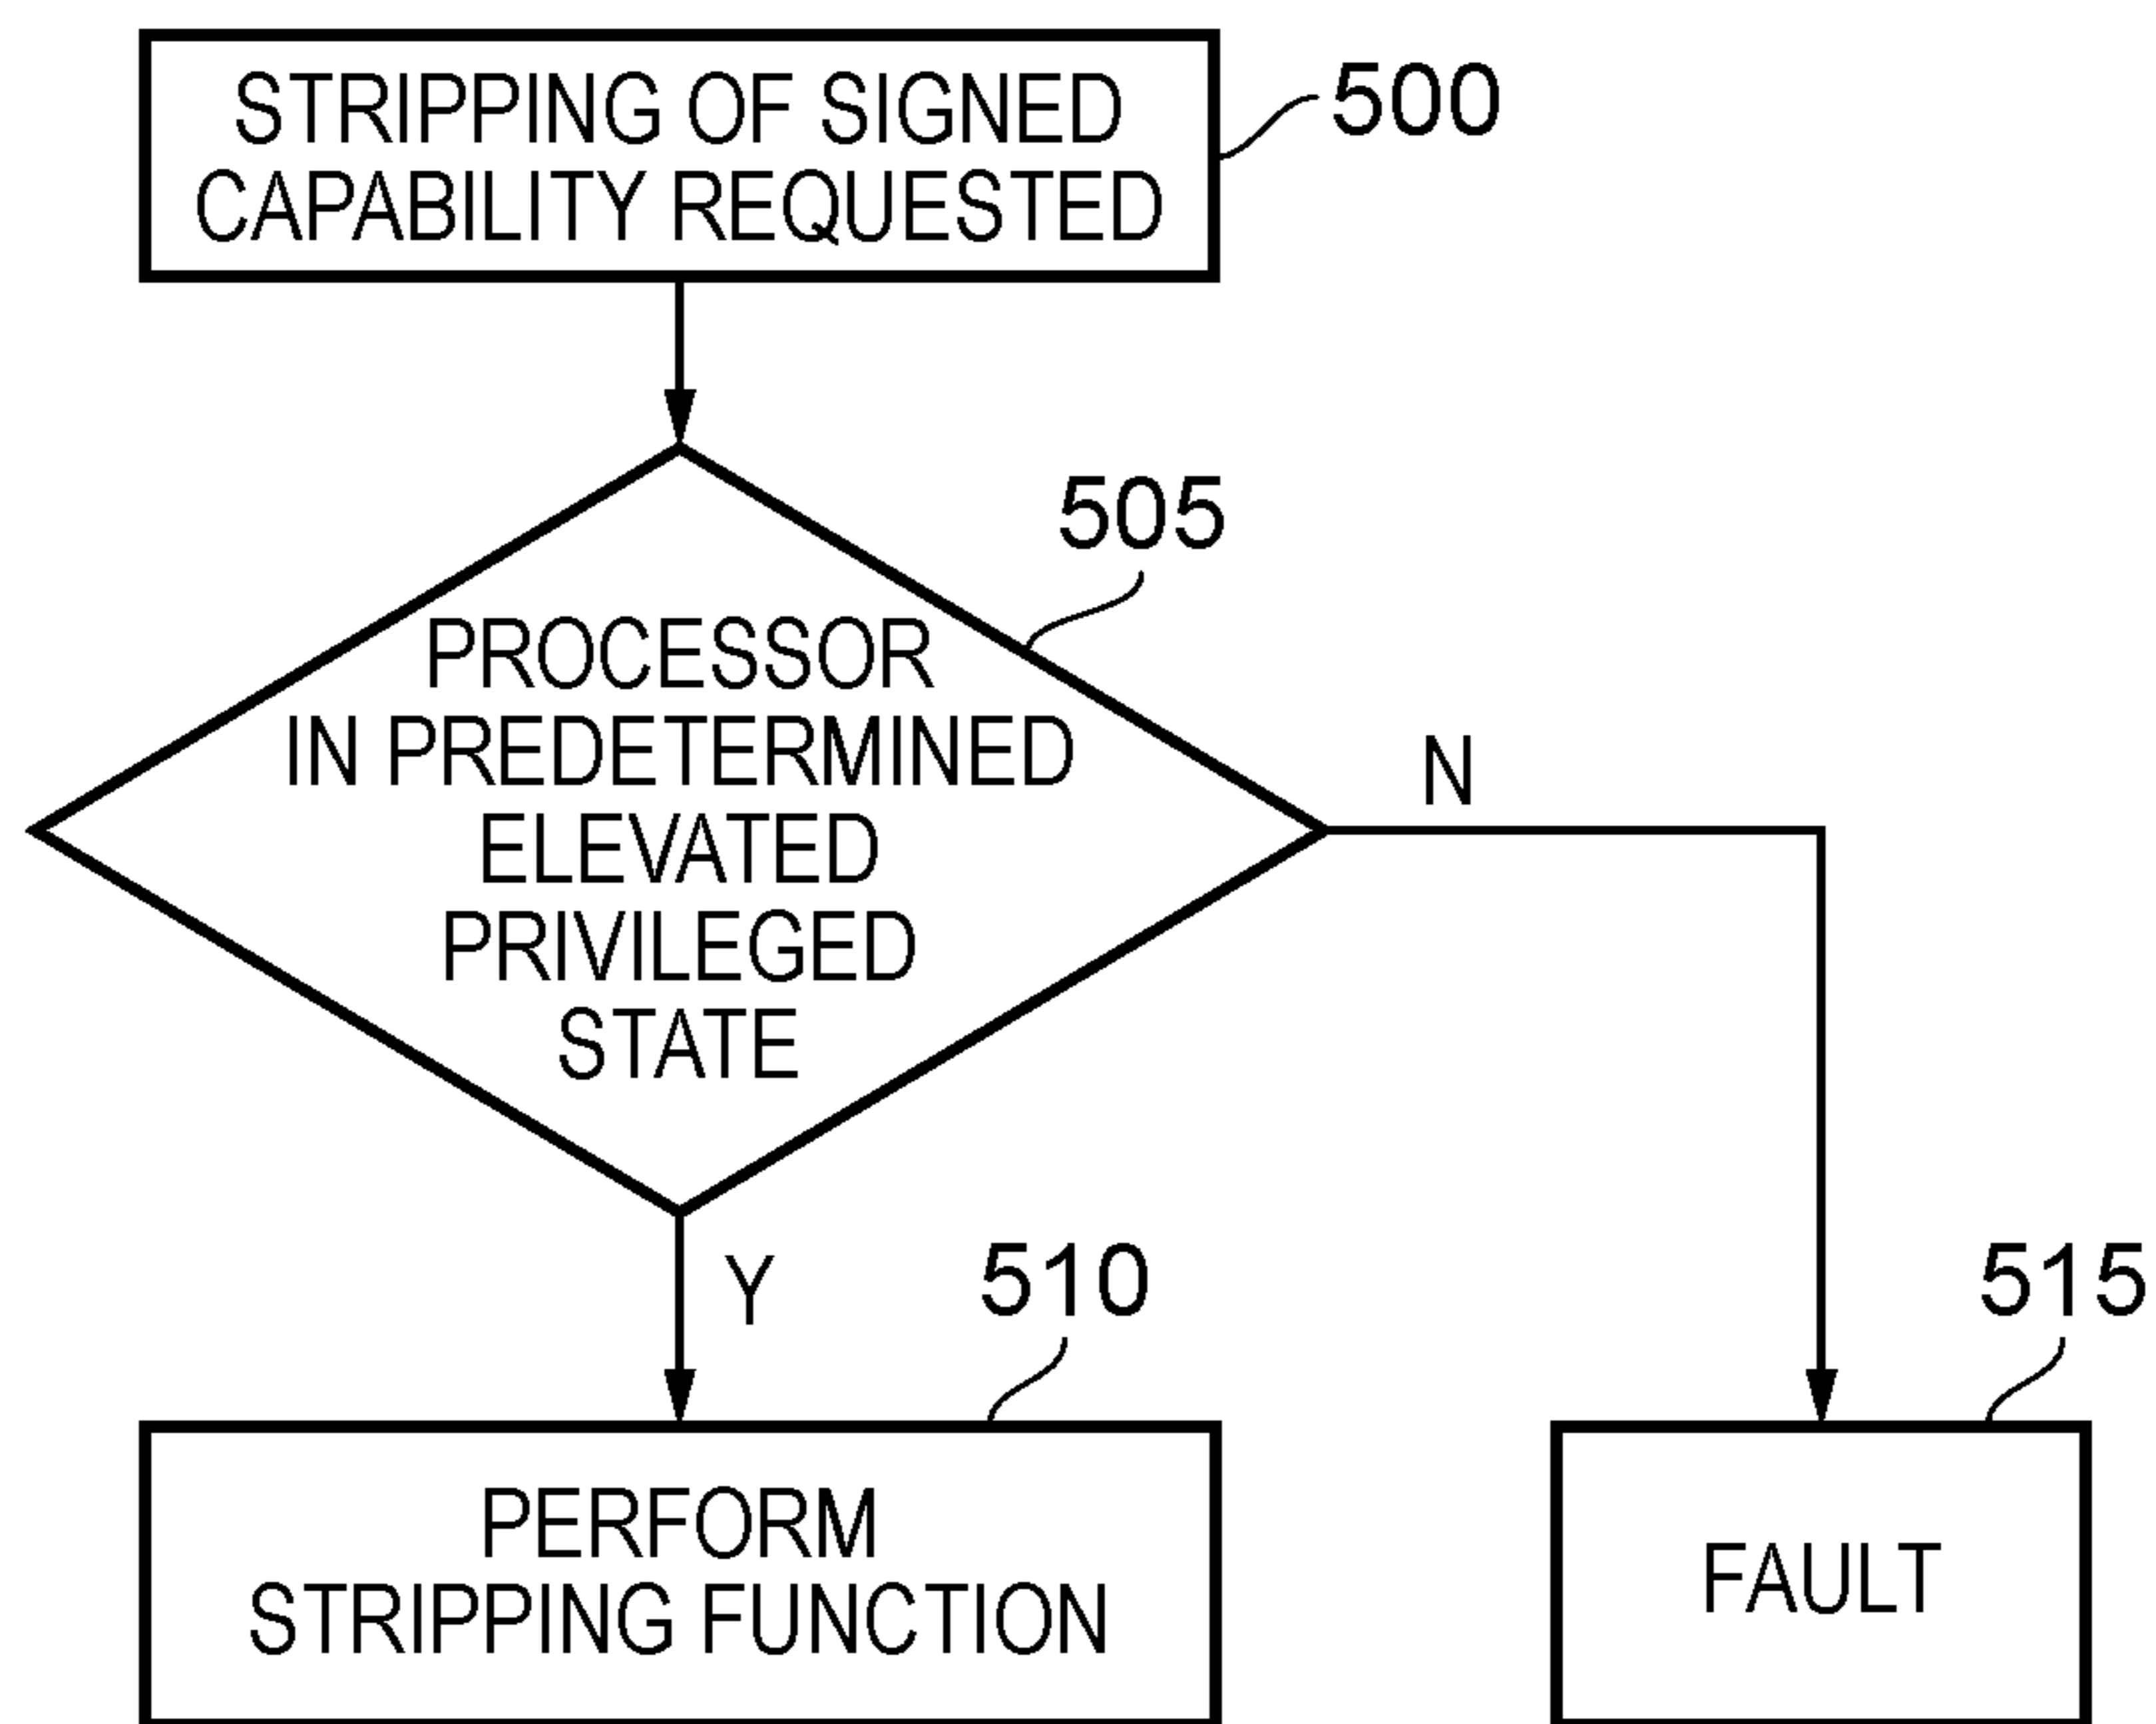 STRIPPING OF SIGNED
CAPABILITY REQUESTED
500
505
PROCESSOR
IN PREDETERMINED
ELEVATED
PRIVILEGED
STATE
N
Y
510
515
PERFORM
STRIPPING FUNCTION
FAULT